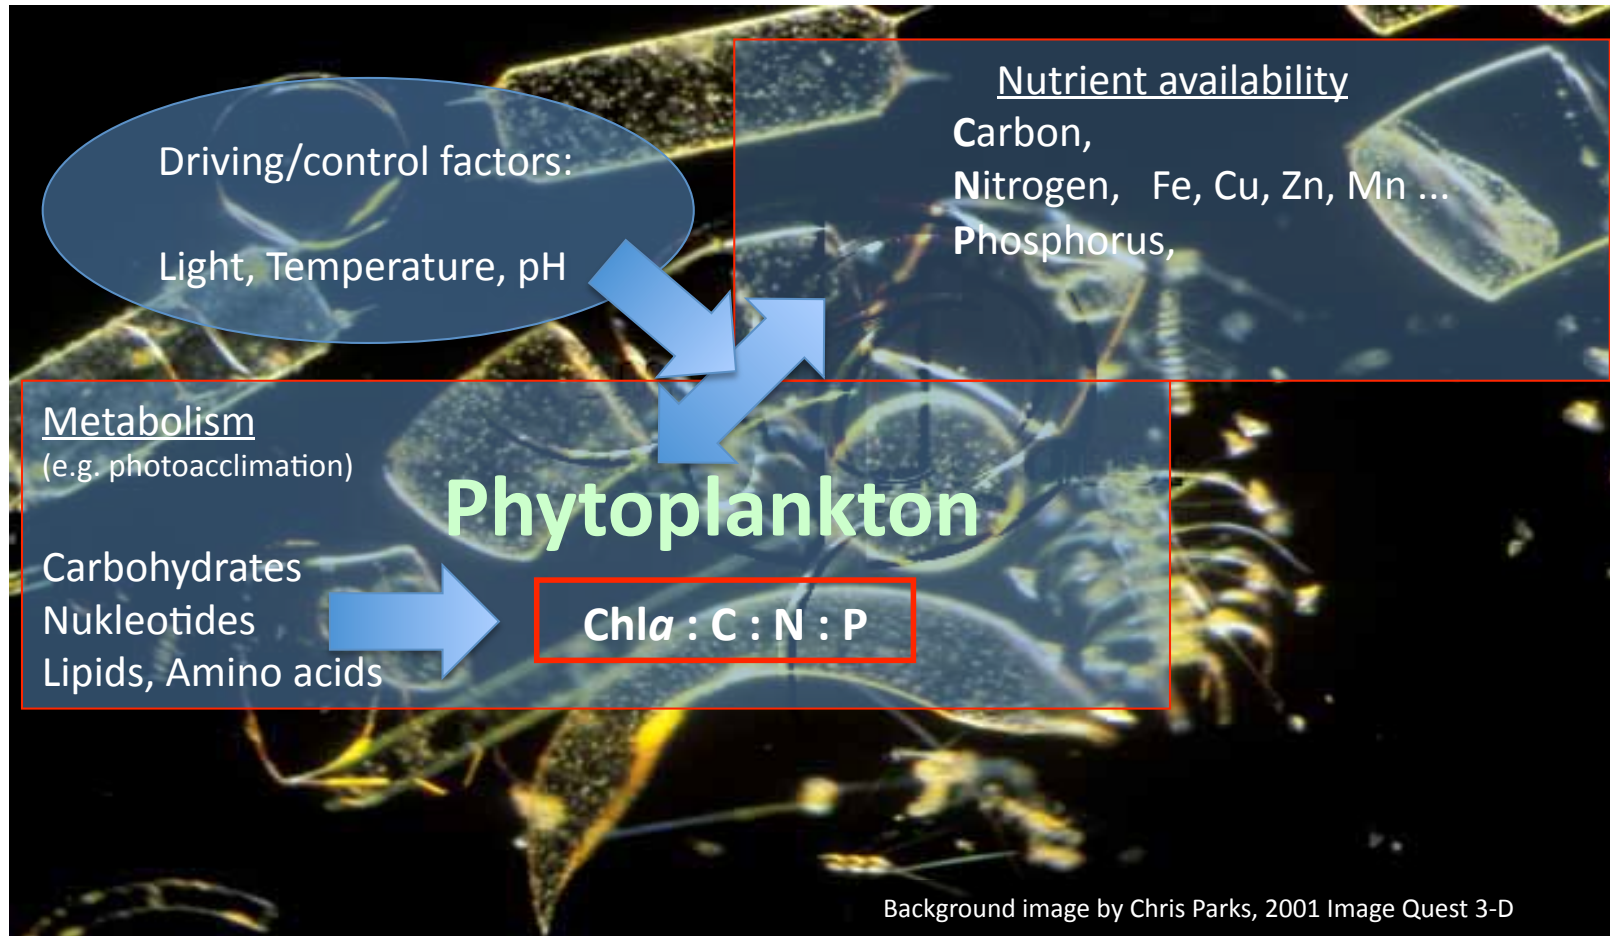 Driving/control factors:
Light, Temperature, pH
Nutrient availability
Carbon,
Nitrogen, Fe, Cu, Zn, Mn ...
Phosphorus,
Metabolism
(e.g. photoacclimation)
Phytoplankton
Carbohydrates
Nukleotides
Lipids, Amino acids
Chla : C : N : P
Background image by Chris Parks, 2001 Image Quest 3-D